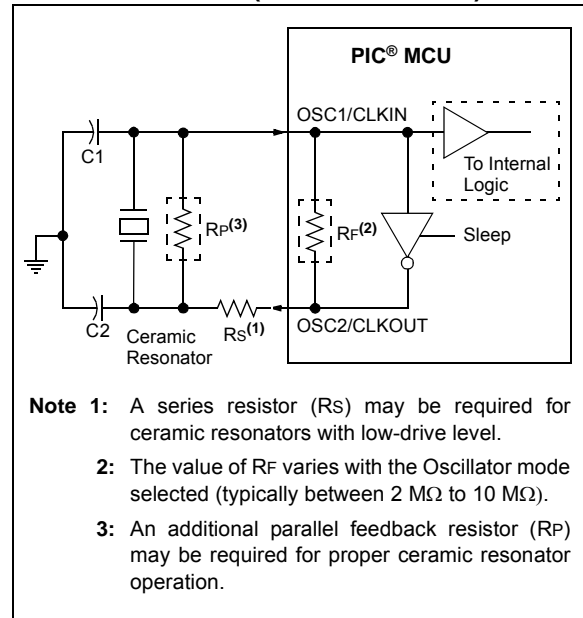 PIC® MCU
OSC1/CLKIN
C1
To Internal
Logic
RP(3)
RF(2)
Sleep
C2
Ceramic
Resonator
RS(1)
OSC2/CLKOUT
Note 1: A series resistor (RS) may be required for
ceramic resonators with low-drive level.
2: The value of RF varies with the Oscillator mode
selected (typically between 2 MΩ to 10 MΩ).
3: An additional parallel feedback resistor (RP)
may be required for proper ceramic resonator
operation.